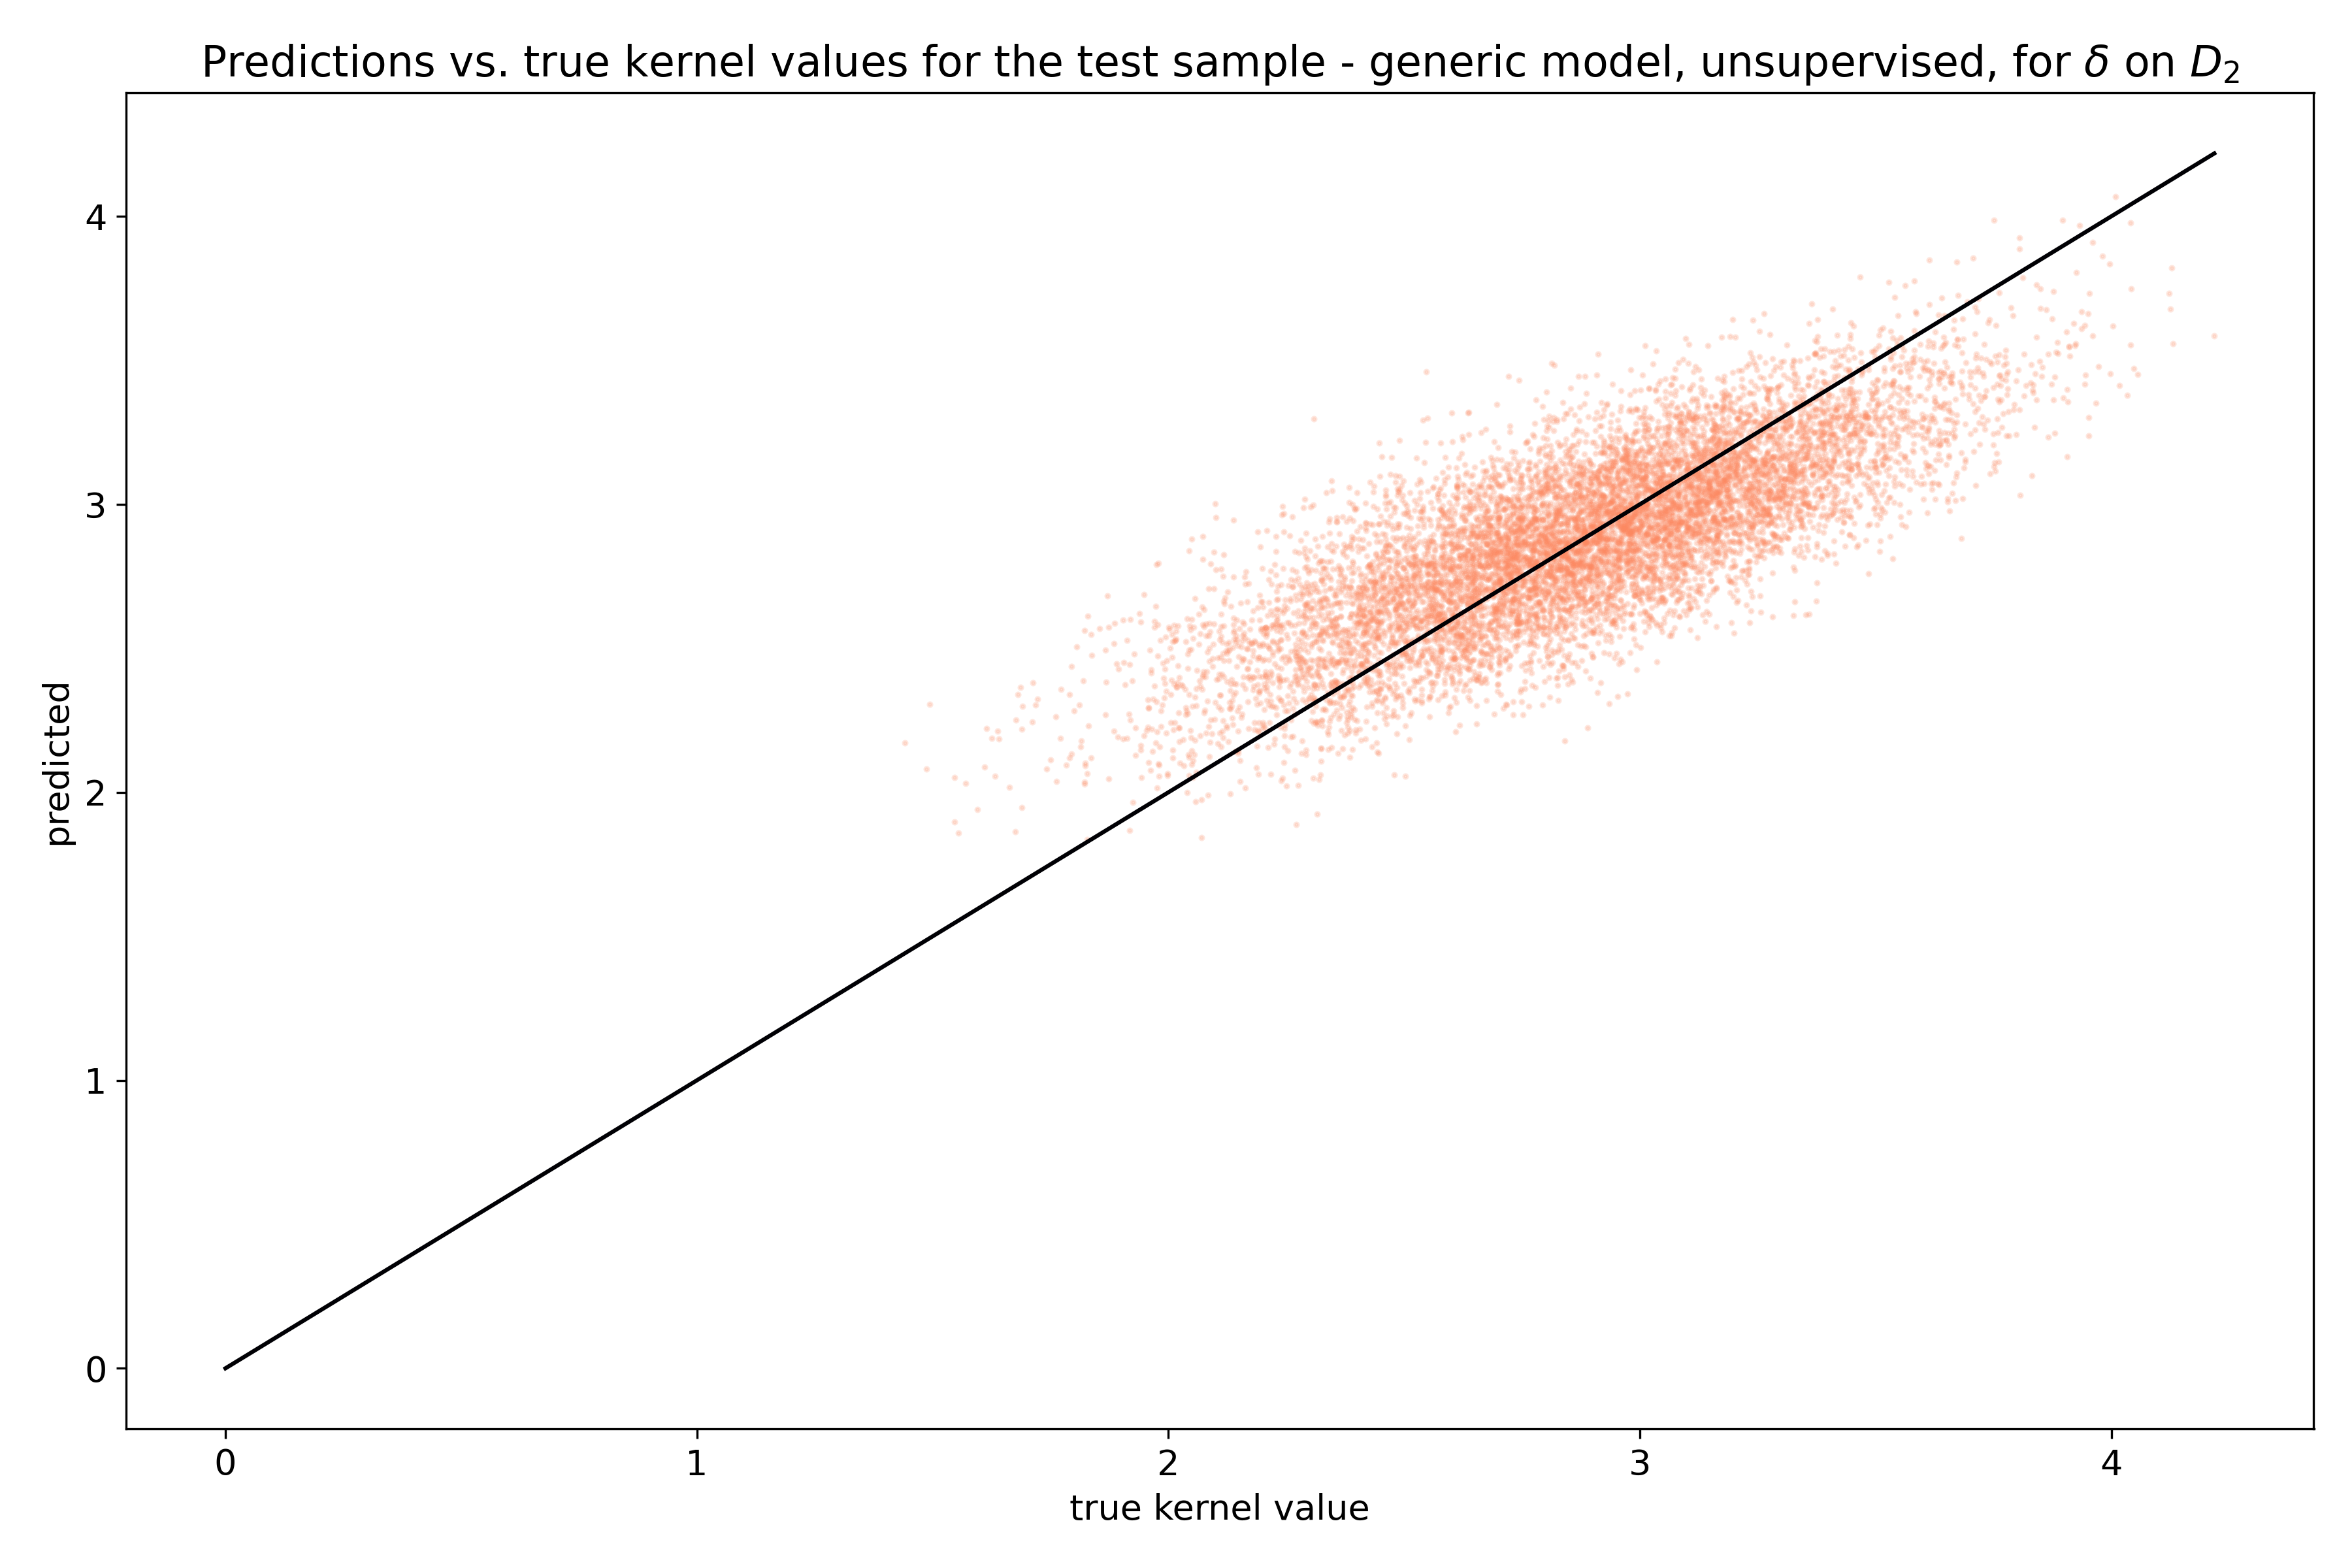 Predictions vs. true kernel values for the test sample - generic model, unsupervised, for δ on D₂
4
3
2
1
0
predicted
0 1 2 3 4
true kernel value